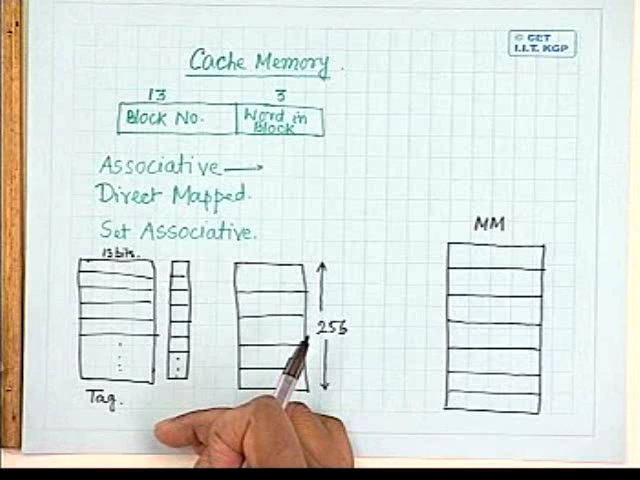 © CET
I.I.T. KGP
Cache Memory.
13 3
Block No. Word in Block
Associative →
Direct Mapped.
Set Associative.
MM
13 bits.
256
Tag.